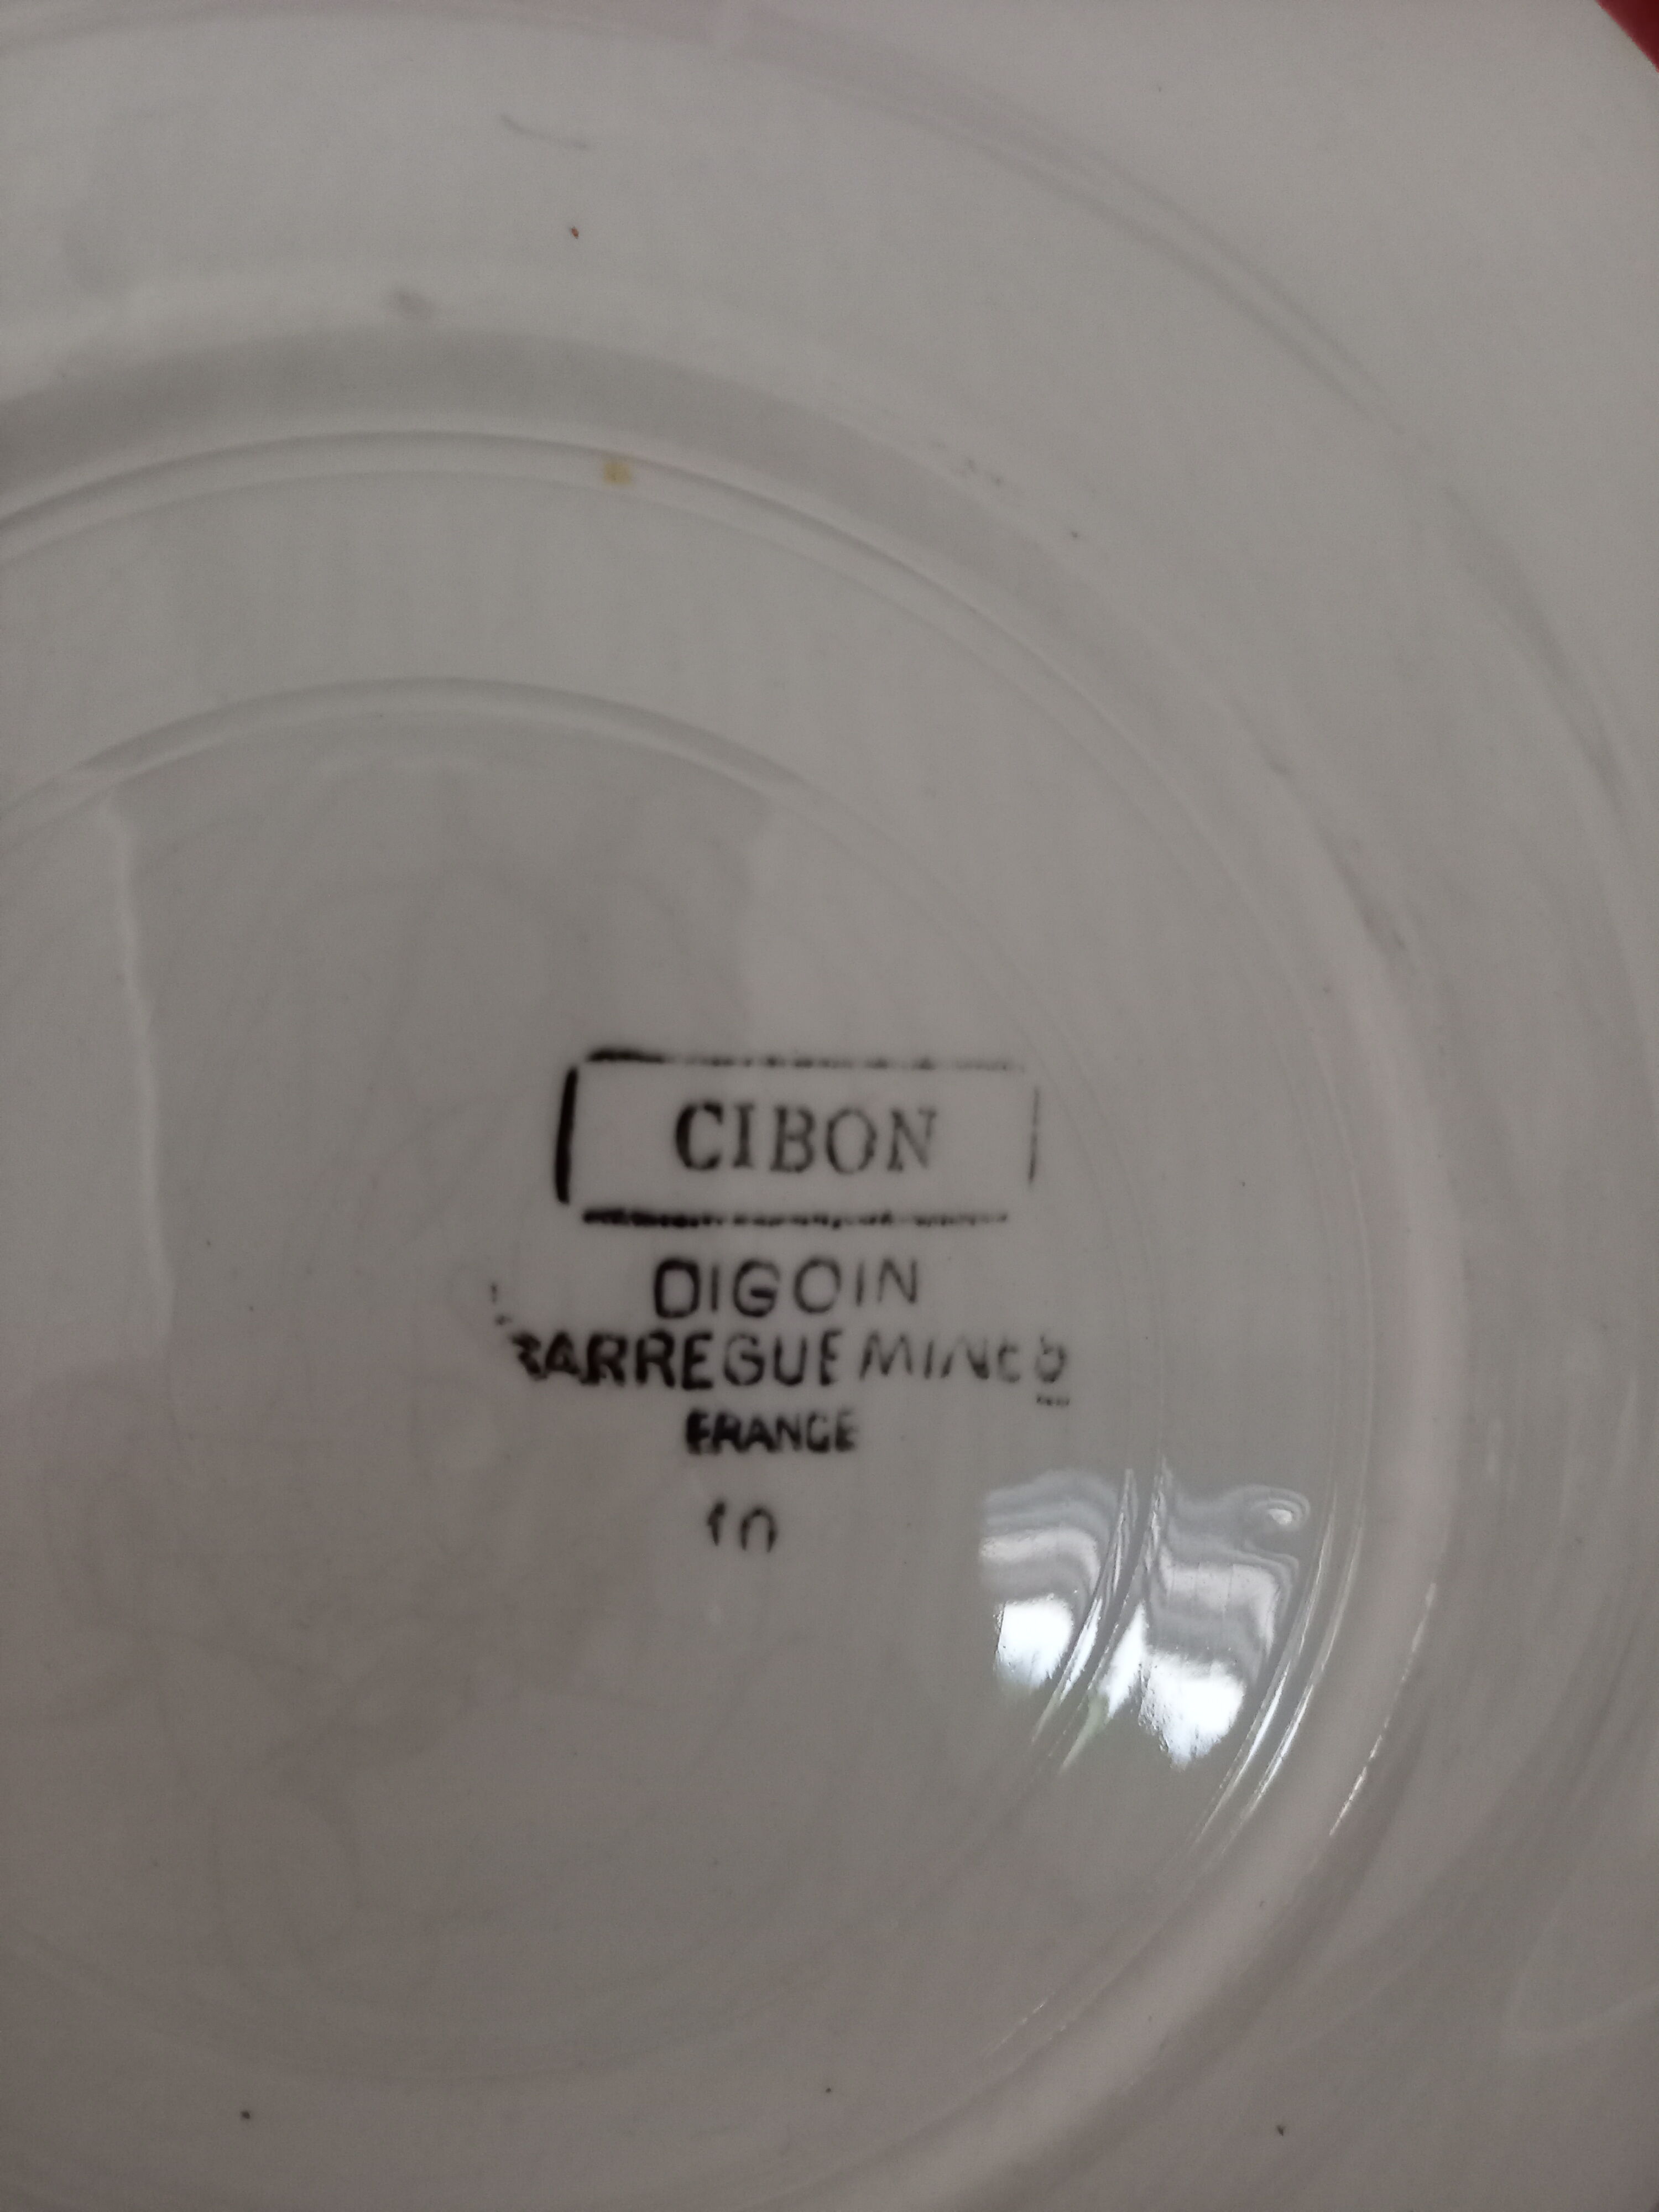 CIBON
DIGOIN
SARREGUEMINES
FRANCE
10